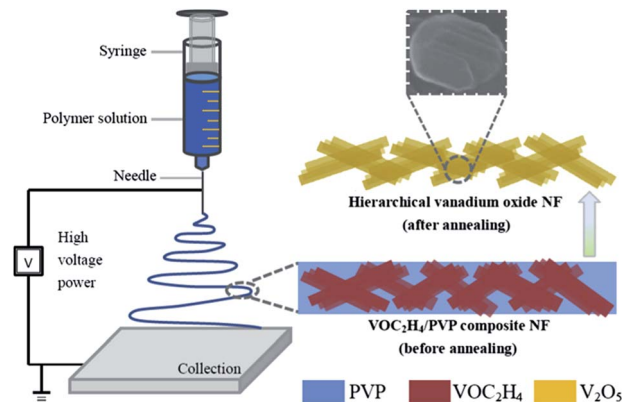 Syringe
Polymer solution
Needle
High
voltage
power
V
Collection
Hierarchical vanadium oxide NF
(after annealing)
VOC₂H₄/PVP composite NF
(before annealing)
PVP
VOC₂H₄
V₂O₅